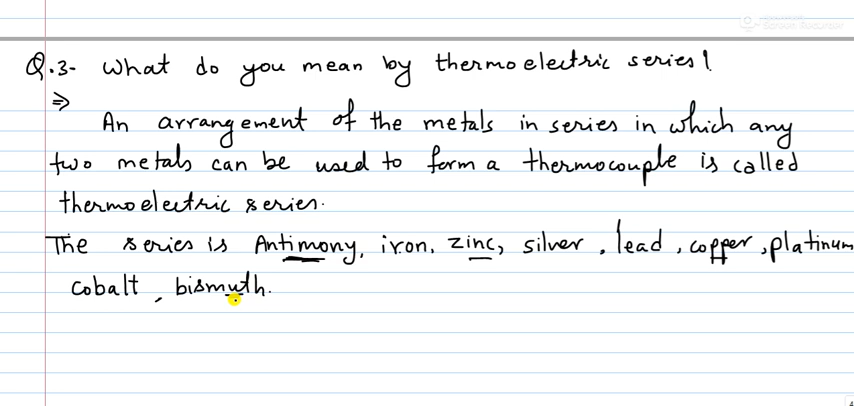 Q.3- What do you mean by thermoelectric series?
⇒
An arrangement of the metals in series in which any
two metals can be used to form a thermocouple is called
thermoelectric series.
The series is Antimony, iron, zinc, silver, lead, copper, platinum
cobalt, bismuth.